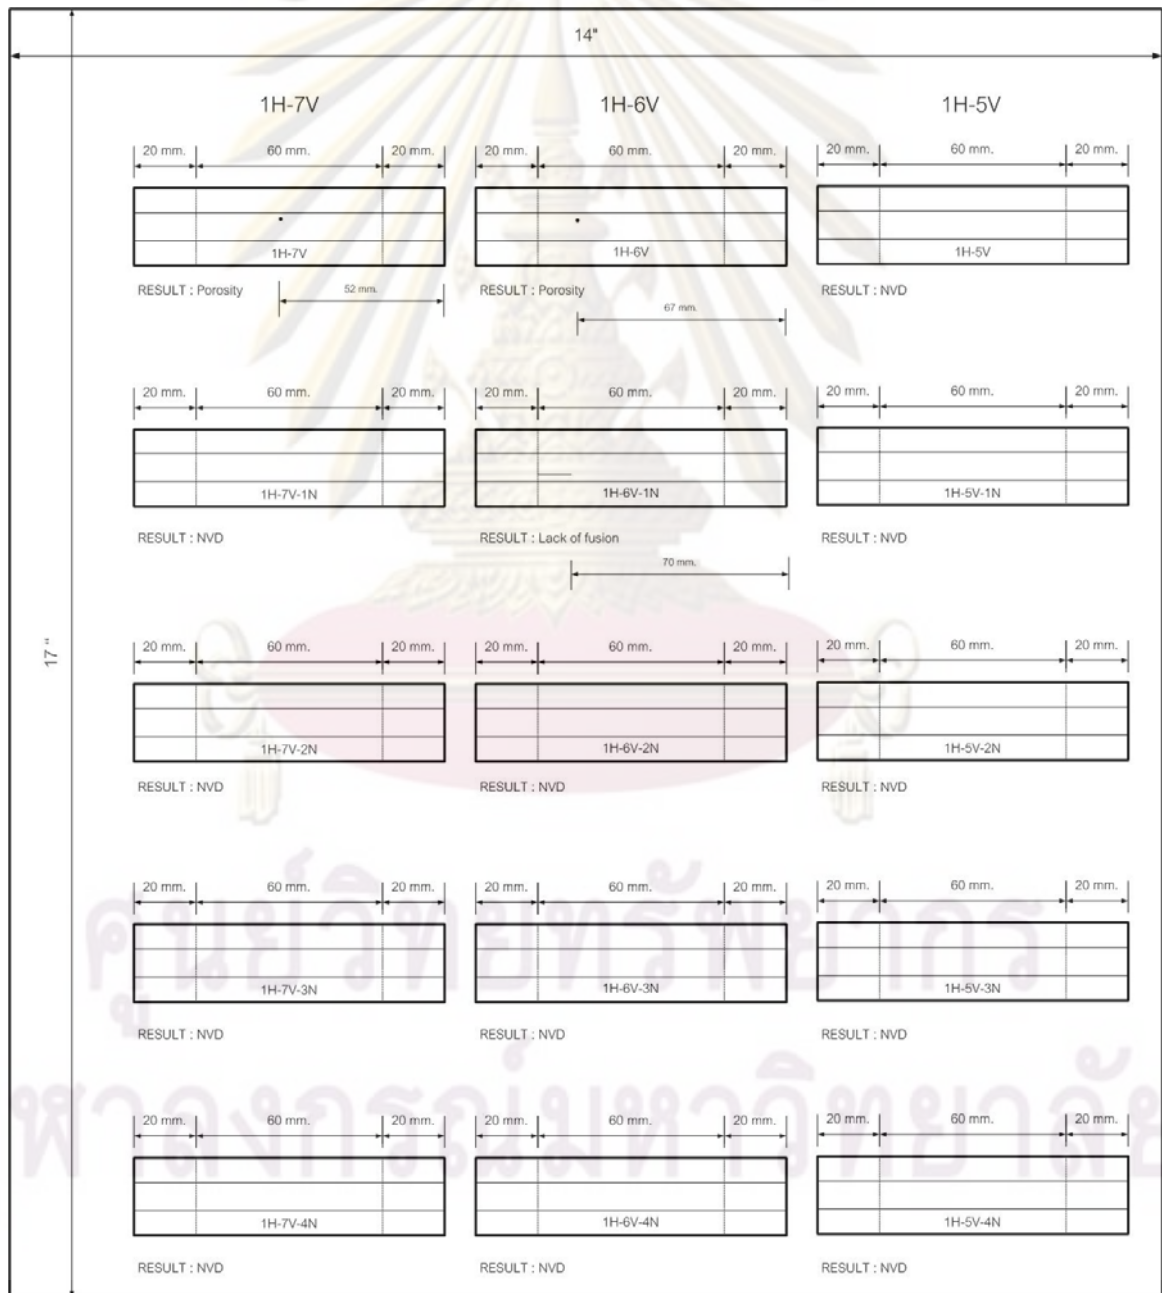 14"
17 "
1H-7V 1H-6V 1H-5V
20 mm. 60 mm. 20 mm. 20 mm. 60 mm. 20 mm. 20 mm. 60 mm. 20 mm.
1H-7V 1H-6V 1H-5V
RESULT : Porosity 52 mm. RESULT : Porosity RESULT : NVD
67 mm.
20 mm. 60 mm. 20 mm. 20 mm. 60 mm. 20 mm. 20 mm. 60 mm. 20 mm.
1H-7V-1N 1H-6V-1N 1H-5V-1N
RESULT : NVD RESULT : Lack of fusion RESULT : NVD
70 mm.
20 mm. 60 mm. 20 mm. 20 mm. 60 mm. 20 mm. 20 mm. 60 mm. 20 mm.
1H-7V-2N 1H-6V-2N 1H-5V-2N
RESULT : NVD RESULT : NVD RESULT : NVD
20 mm. 60 mm. 20 mm. 20 mm. 60 mm. 20 mm. 20 mm. 60 mm. 20 mm.
ศูนย์วิทยทรัพยากร
1H-7V-3N 1H-6V-3N 1H-5V-3N
RESULT : NVD RESULT : NVD RESULT : NVD
20 mm. 60 mm. 20 mm. 20 mm. 60 mm. 20 mm. 20 mm. 60 mm. 20 mm.
ฬาลงกรณ์มหาวิทยาลัย
1H-7V-4N 1H-6V-4N 1H-5V-4N
RESULT : NVD RESULT : NVD RESULT : NVD